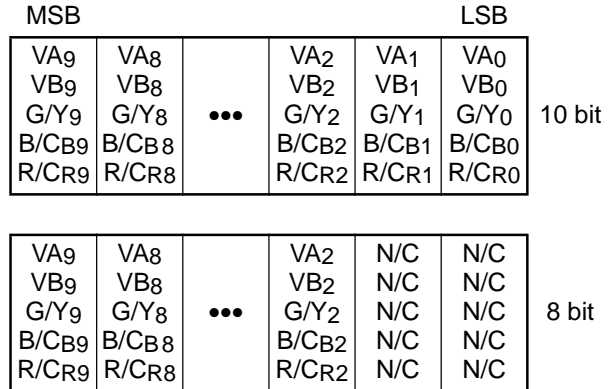 MSB LSB
VA9 VA8 VA2 VA1 VA0
VB9 VB8 VB2 VB1 VB0
G/Y9 G/Y8 ••• G/Y2 G/Y1 G/Y0 10 bit
B/CB9 B/CB8 B/CB2 B/CB1 B/CB0
R/CR9 R/CR8 R/CR2 R/CR1 R/CR0
VA9 VA8 VA2 N/C N/C
VB9 VB8 VB2 N/C N/C
G/Y9 G/Y8 ••• G/Y2 N/C N/C 8 bit
B/CB9 B/CB8 B/CB2 N/C N/C
R/CR9 R/CR8 R/CR2 N/C N/C